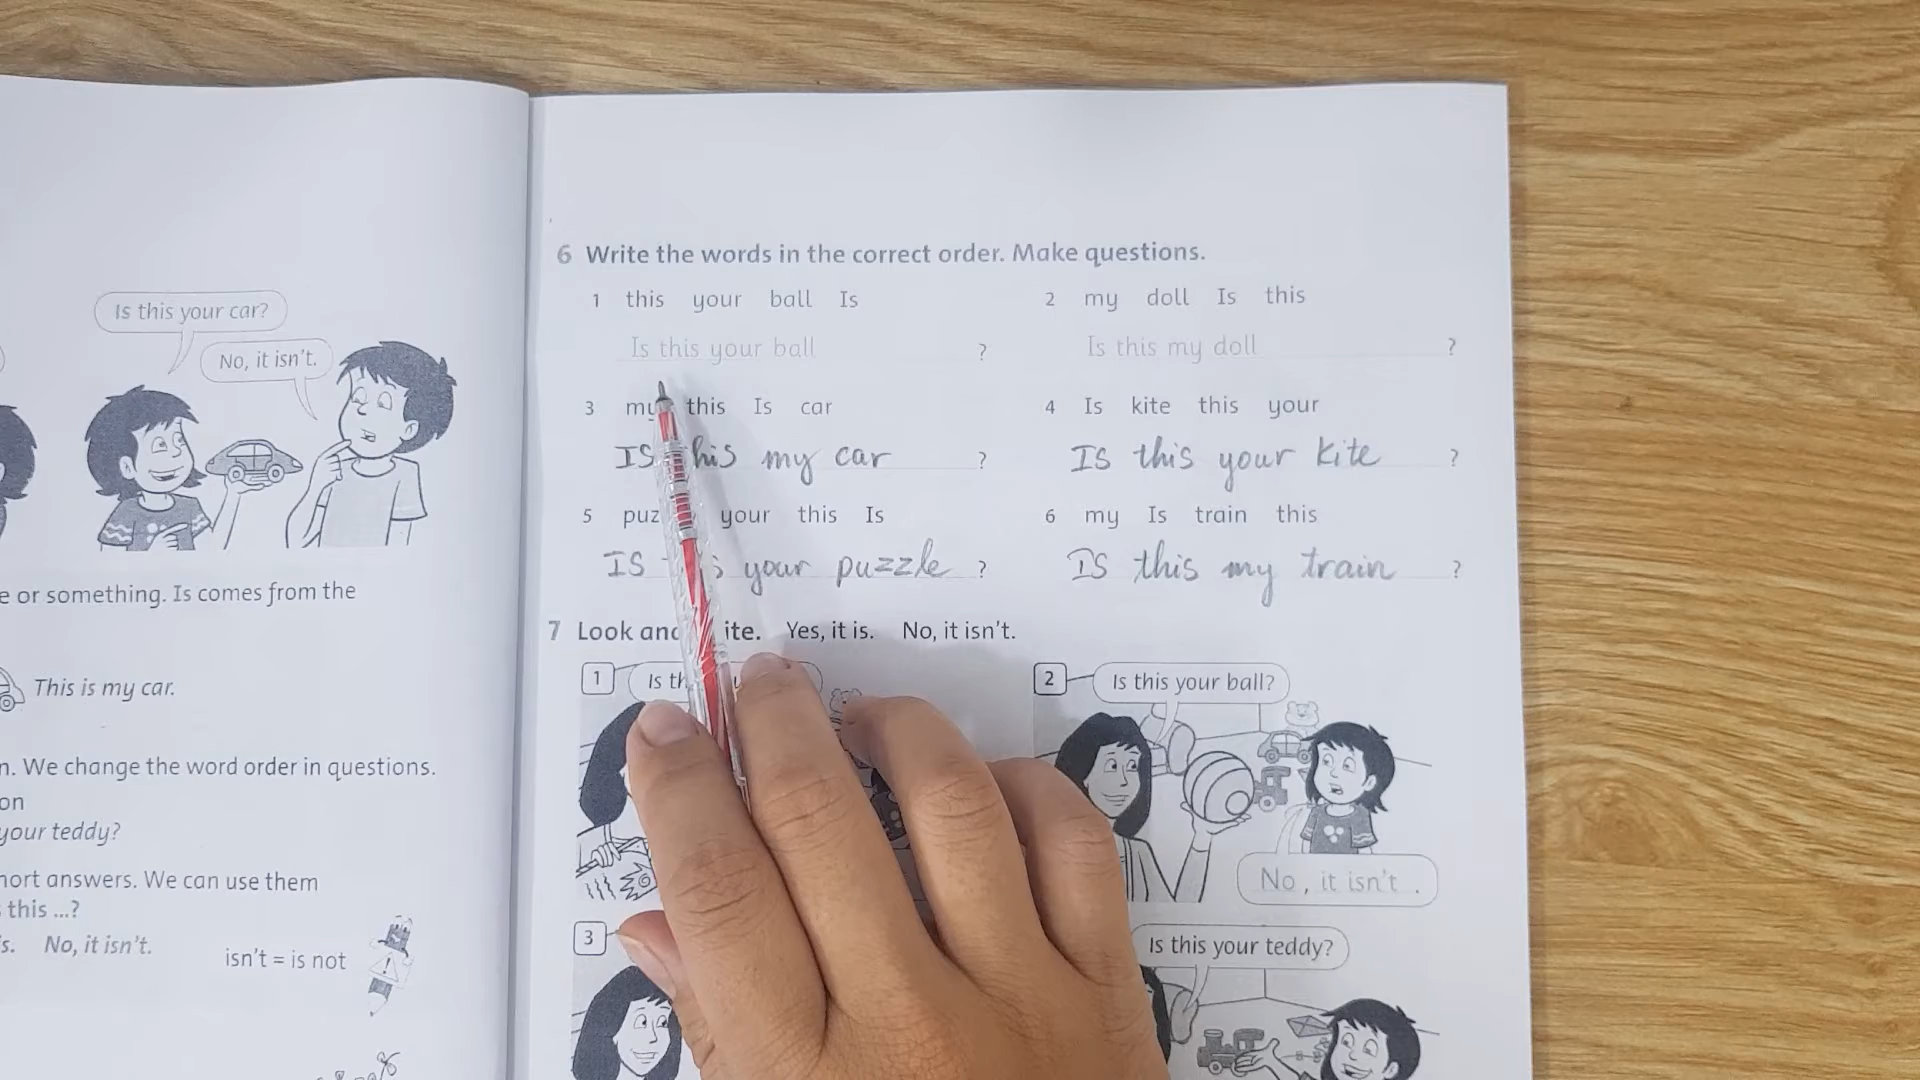 Is this your car?
No, it isn't.
e or something. Is comes from the
This is my car.
n. We change the word order in questions.
on
your teddy?
hort answers. We can use them
this ...?
s. No, it isn't.
isn't = is not
6 Write the words in the correct order. Make questions.
1 this your ball Is
Is this your ball ?
2 my doll Is this
Is this my doll ?
3 my this Is car
IS this my car ?
4 Is kite this your
IS this your kite ?
5 puz your this Is
IS your puzzle ?
6 my Is train this
IS this my train ?
7 Look and ite. Yes, it is. No, it isn't.
1 Is th
2 Is this your ball?
No, it isn't.
3
Is this your teddy?